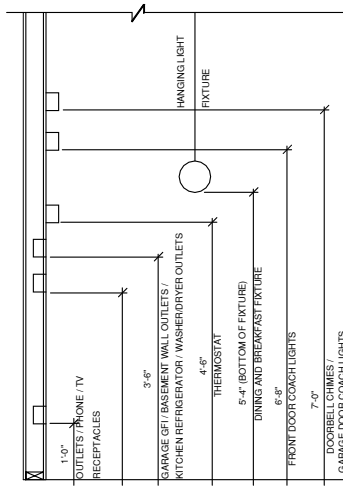 HANGING LIGHT
FIXTURE
1'-0"
OUTLETS / PHONE / TV
RECEPTACLES
3'-6"
GARAGE GFI / BASEMENT WALL OUTLETS /
KITCHEN REFRIGERATOR / WASHER/DRYER OUTLETS
4'-6"
THERMOSTAT
5'-4" (BOTTOM OF FIXTURE)
DINING AND BREAKFAST FIXTURE
6'-8"
FRONT DOOR COACH LIGHTS
7'-0"
DOORBELL CHIMES /
GARAGE DOOR COACH LIGHTS